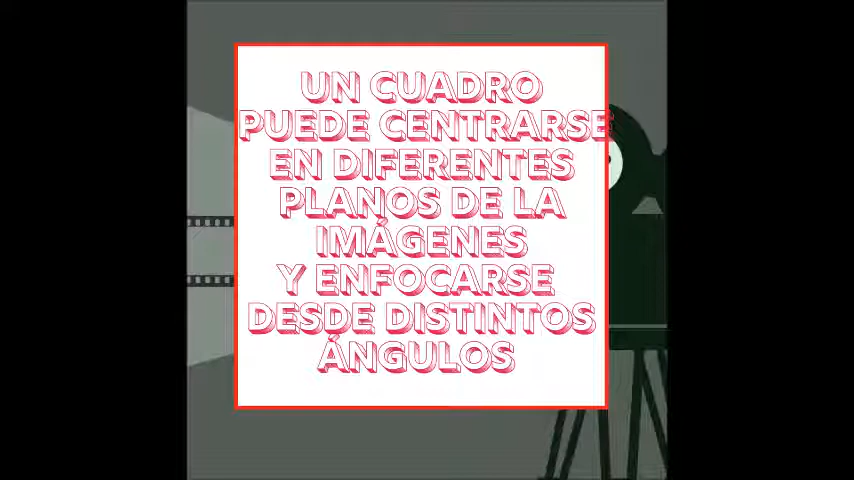 UN CUADRO
PUEDE CENTRARSE
EN DIFERENTES
PLANOS DE LA
IMÁGENES
Y ENFOCARSE
DESDE DISTINTOS
ÁNGULOS